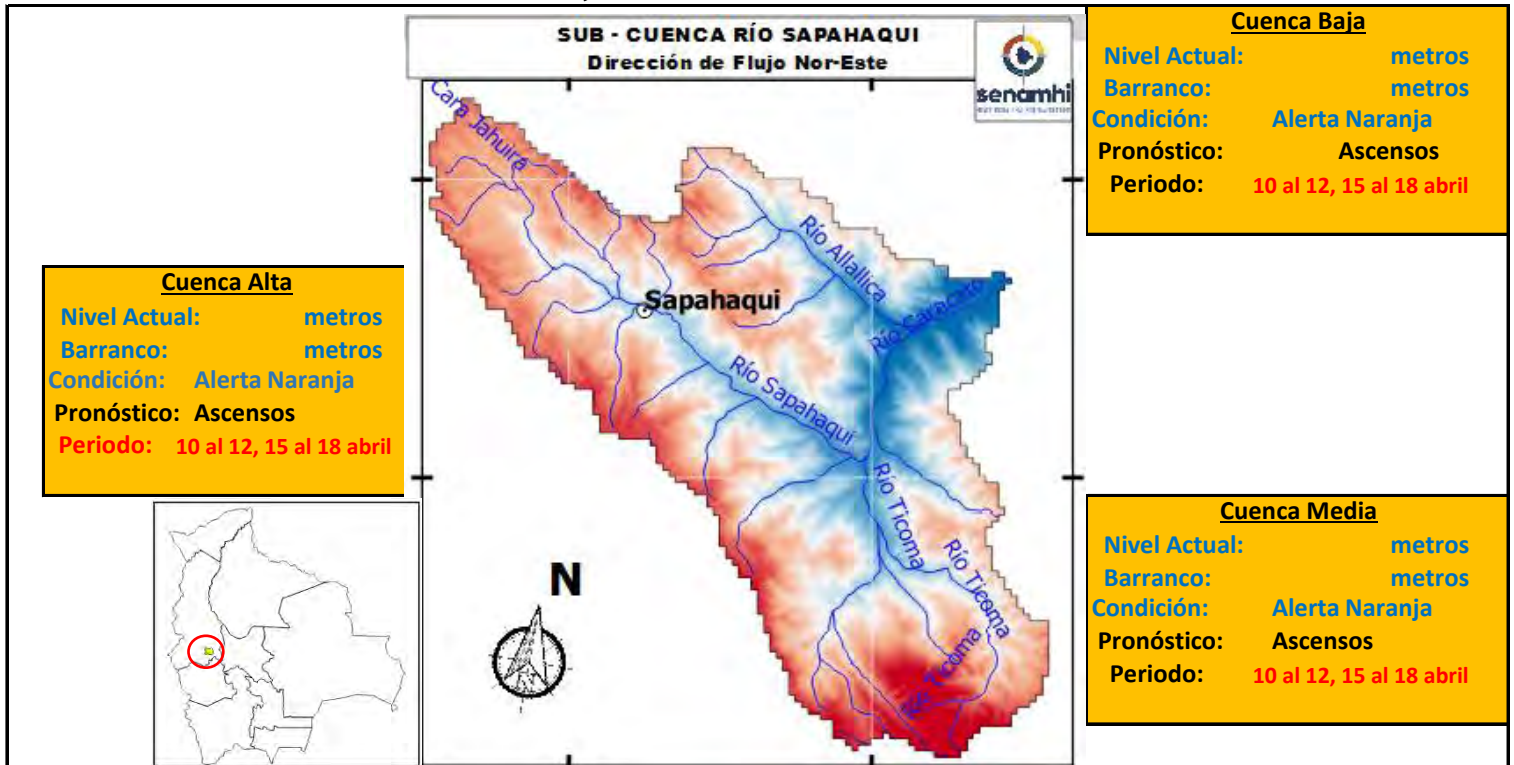 SUB - CUENCA RÍO SAPAHAQUI
Dirección de Flujo Nor-Este
senamhi
Cuenca Baja
Nivel Actual: metros
Barranco: metros
Condición: Alerta Naranja
Pronóstico: Ascensos
Periodo: 10 al 12, 15 al 18 abril
Cuenca Alta
Nivel Actual: metros
Barranco: metros
Condición: Alerta Naranja
Pronóstico: Ascensos
Periodo: 10 al 12, 15 al 18 abril
Cara Jahuira
Río Allallica
Río Caracato
Sapahaqui
Río Sapahaqui
Río Ticoma
Río Ticoma
Río Ticoma
N
Cuenca Media
Nivel Actual: metros
Barranco: metros
Condición: Alerta Naranja
Pronóstico: Ascensos
Periodo: 10 al 12, 15 al 18 abril